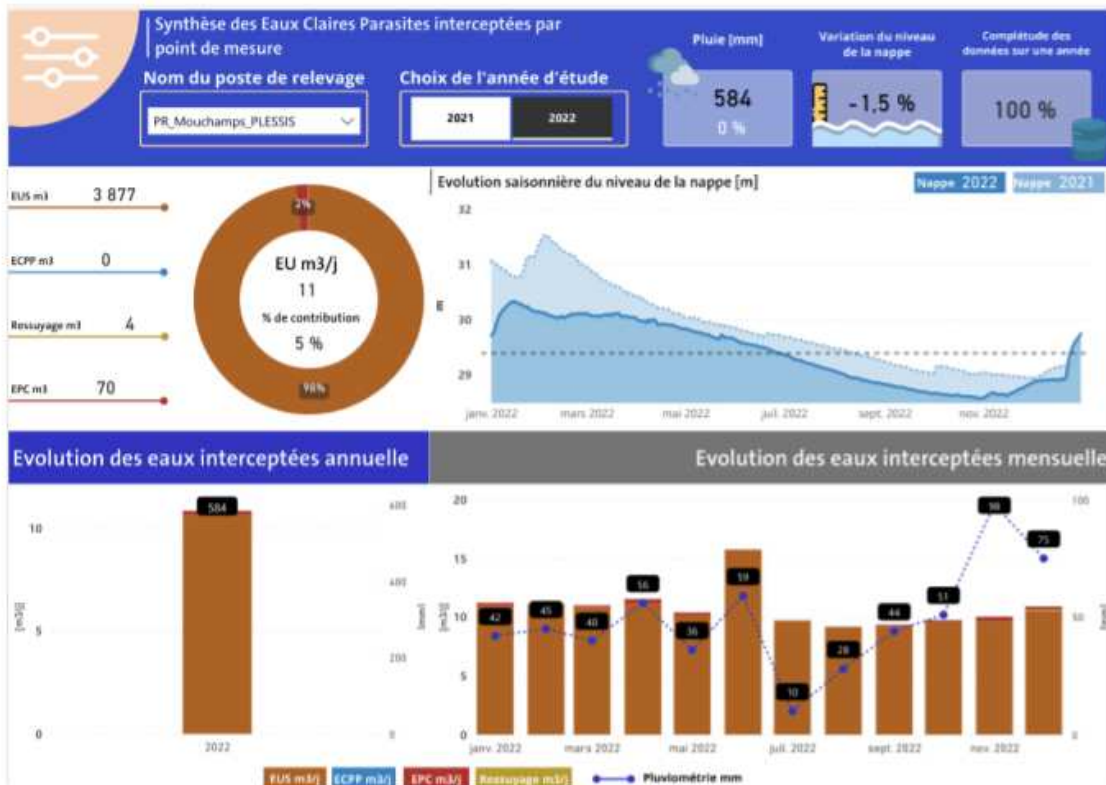 Synthèse des Eaux Claires Parasites interceptées par
point de mesure
Nom du poste de relevage
PR_Mouchamps_PLESSIS
Choix de l'année d'étude
2021
2022
Pluie [mm]
584
0 %
Variation du niveau
de la nappe
-1,5 %
Complétude des
données sur une année
100 %
EUS m3
3 877
ECPP m3
0
Ressuyage m3
4
EPC m3
70
2%
EU m3/j
11
% de contribution
5 %
98%
Evolution saisonnière du niveau de la nappe [m]
Nappe 2022
Nappe 2021
32
31
30
29
m
janv. 2022
mars 2022
mai 2022
juil. 2022
sept. 2022
nov. 2022
Evolution des eaux interceptées annuelle
10
5
0
[m3/j]
584
600
400
200
0
[mm]
2022
Evolution des eaux interceptées mensuelle
20
15
10
5
0
[m3/j]
42
45
40
56
36
59
10
28
44
51
98
75
100
50
0
[mm]
janv. 2022
mars 2022
mai 2022
juil. 2022
sept. 2022
nov. 2022
EUS m3/j
ECPP m3/j
EPC m3/j
Ressuyage m3/j
Pluviométrie mm